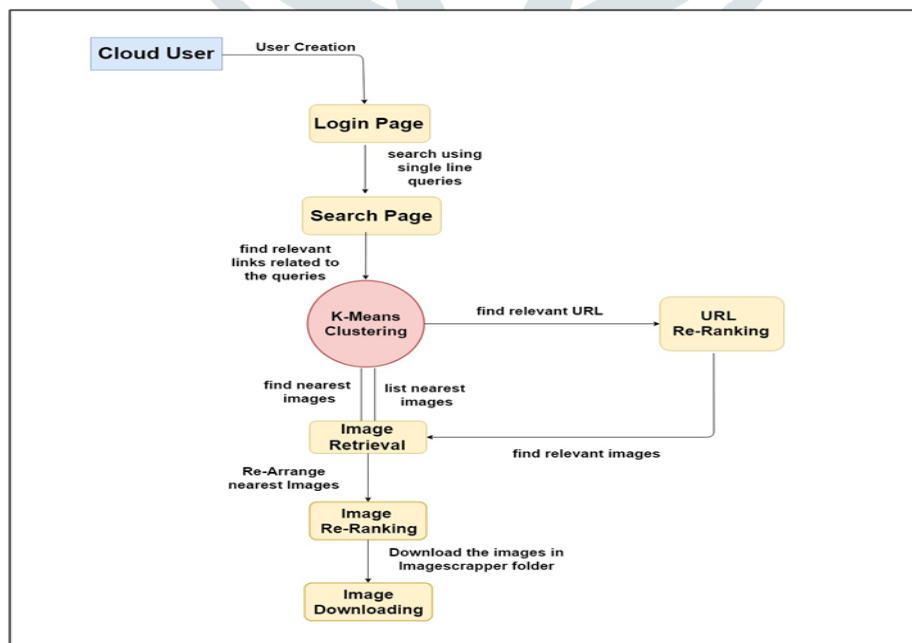 Cloud User
User Creation
Login Page
search using
single line
queries
Search Page
find relevant
links related to
the queries
K-Means
Clustering
find relevant URL
URL
Re-Ranking
find nearest
images
list nearest
images
Image
Retrieval
find relevant images
Re-Arrange
nearest Images
Image
Re-Ranking
Download the images in
Imagescrapper folder
Image
Downloading